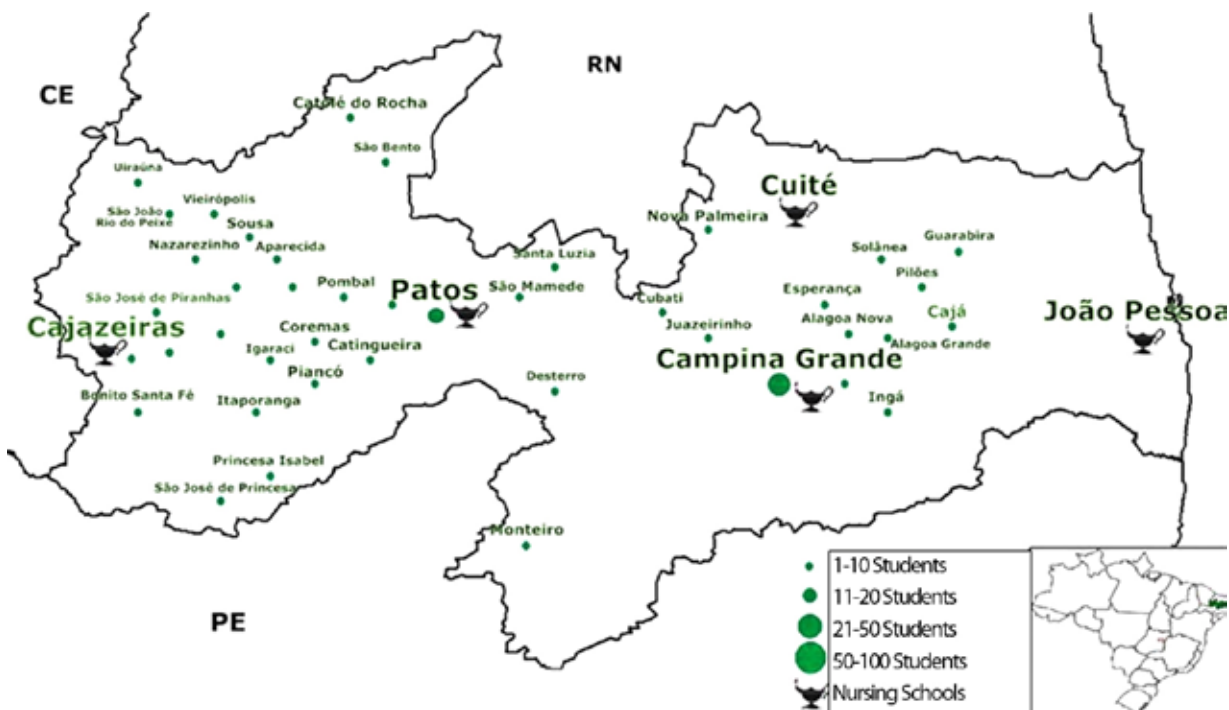 RN
CE
Catolé do Rocha
São Bento
Uiraúna
Cuité
Vieirópolis
São João
Rio do Peixe
Nova Palmeira
Sousa
Guarabira
Nazarezinho
Aparecida
Solânea
Santa Luzia
Pilões
Pombal
Patos
São Mamede
São José de Piranhas
Cubati
Esperança
Cajá
João Pessoa
Cajazeiras
Coremas
Juazeirinho
Alagoa Nova
Catingueira
Alagoa Grande
Igaraci
Campina Grande
Piancó
Desterro
Bonito Santa Fé
Itaporanga
Ingá
Princesa Isabel
São José de Princesa
Monteiro
PE
1-10 Students
11-20 Students
21-50 Students
50-100 Students
Nursing Schools